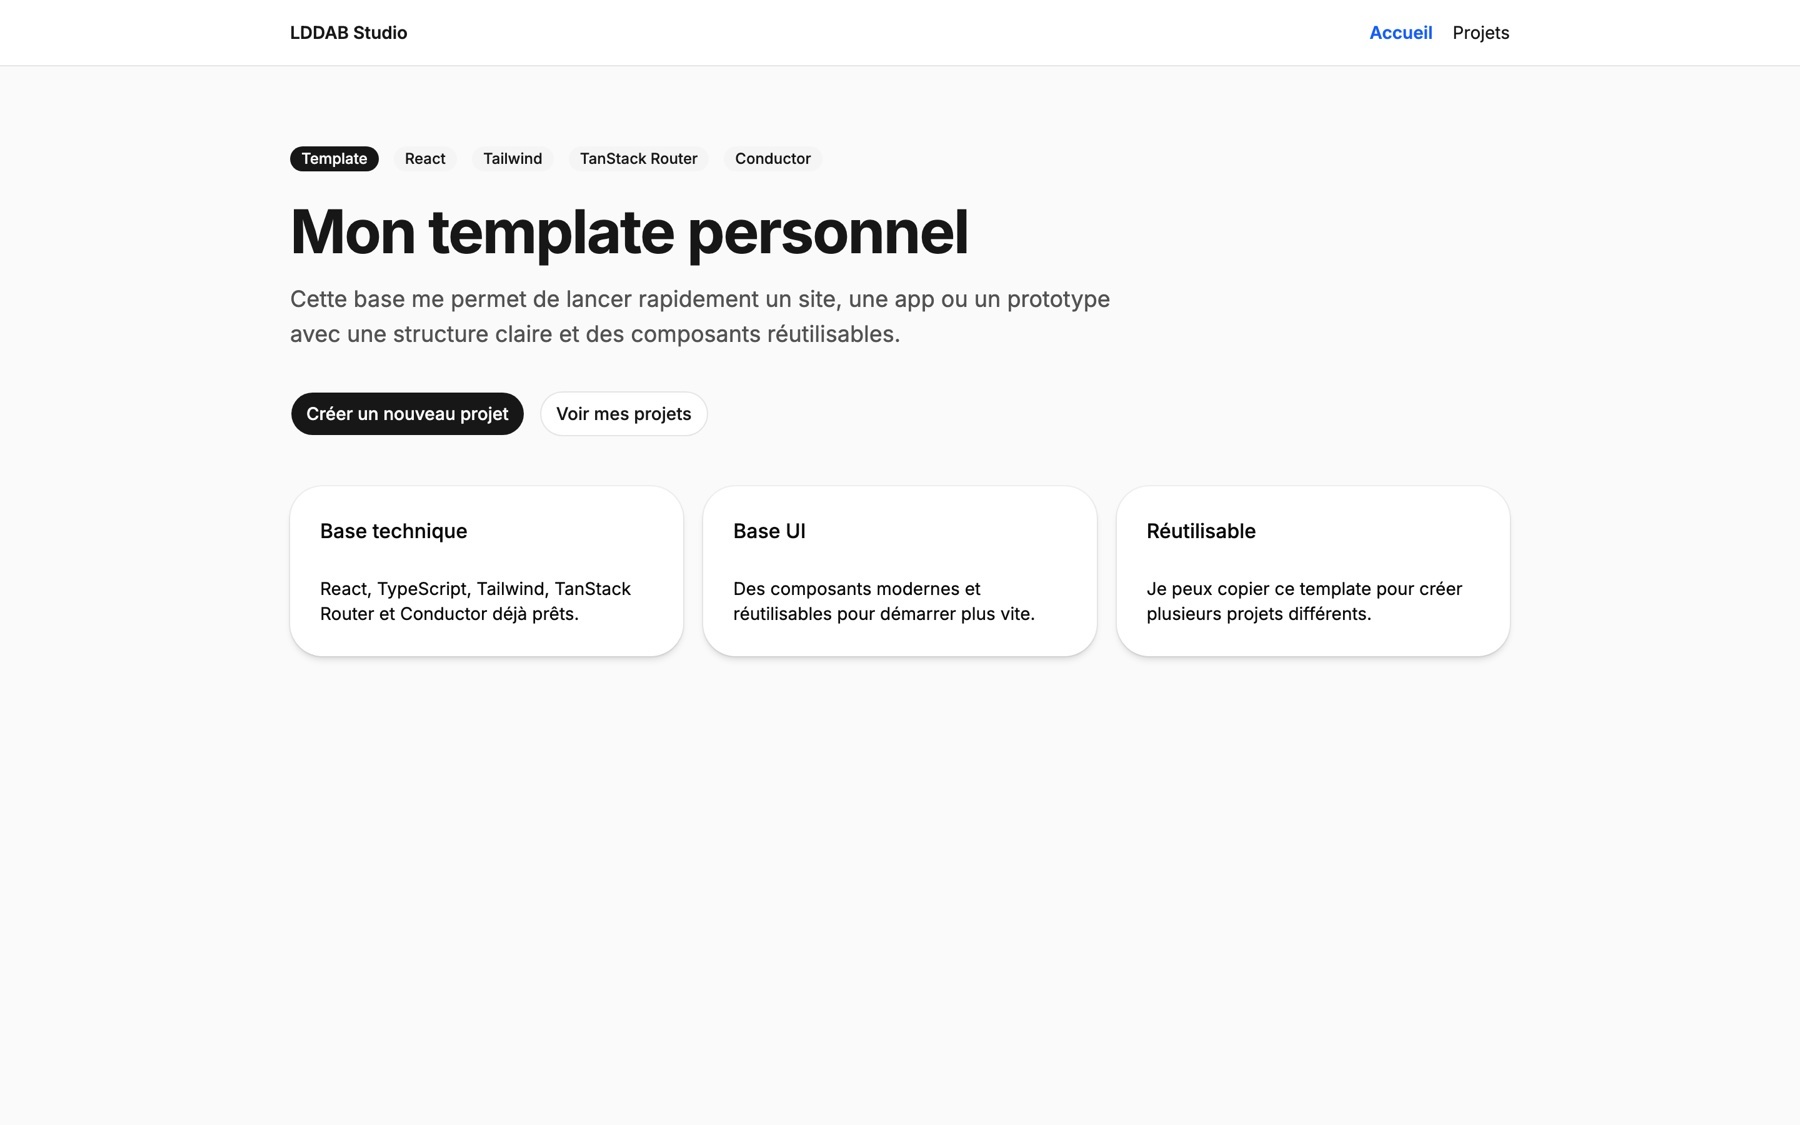 LDDAB Studio
Accueil
Projets
Template
React
Tailwind
TanStack Router
Conductor
Mon template personnel
Cette base me permet de lancer rapidement un site, une app ou un prototype
avec une structure claire et des composants réutilisables.
Créer un nouveau projet
Voir mes projets
Base technique
React, TypeScript, Tailwind, TanStack
Router et Conductor déjà prêts.
Base UI
Des composants modernes et
réutilisables pour démarrer plus vite.
Réutilisable
Je peux copier ce template pour créer
plusieurs projets différents.